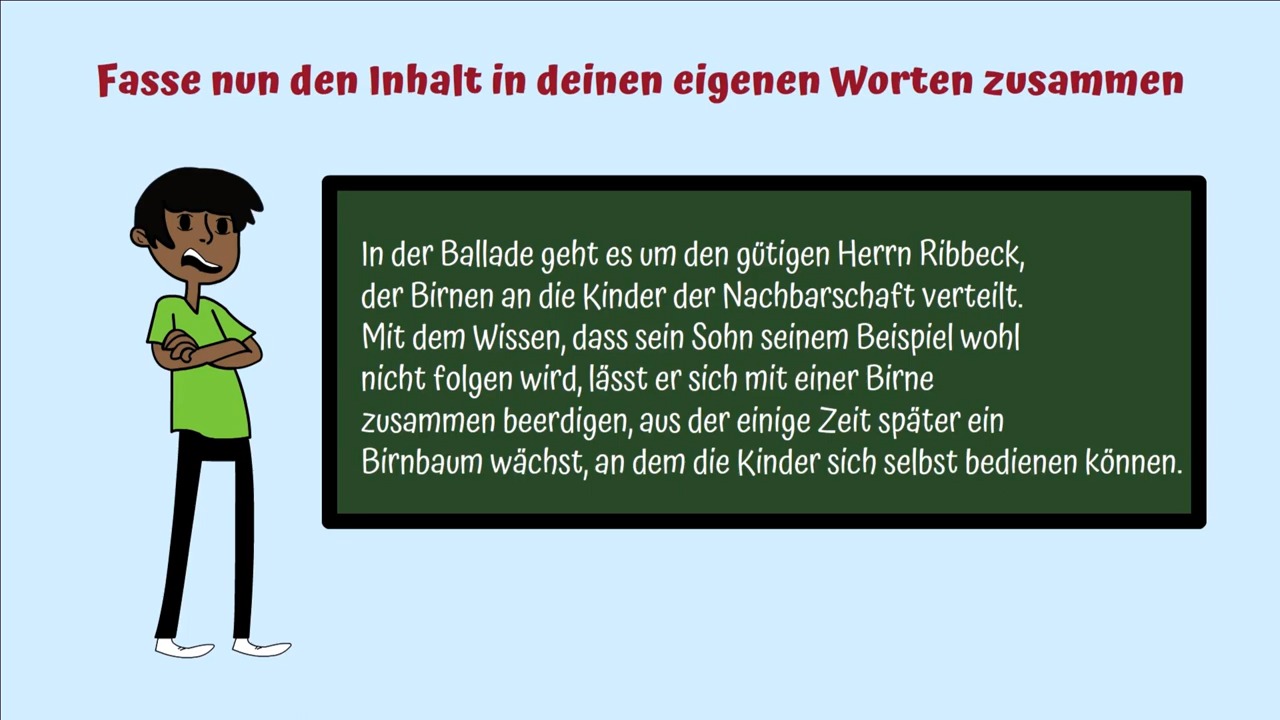 Fasse nun den Inhalt in deinen eigenen Worten zusammen
In der Ballade geht es um den gütigen Herrn Ribbeck,
der Birnen an die Kinder der Nachbarschaft verteilt.
Mit dem Wissen, dass sein Sohn seinem Beispiel wohl
nicht folgen wird, lässt er sich mit einer Birne
zusammen beerdigen, aus der einige Zeit später ein
Birnbaum wächst, an dem die Kinder sich selbst bedienen können.